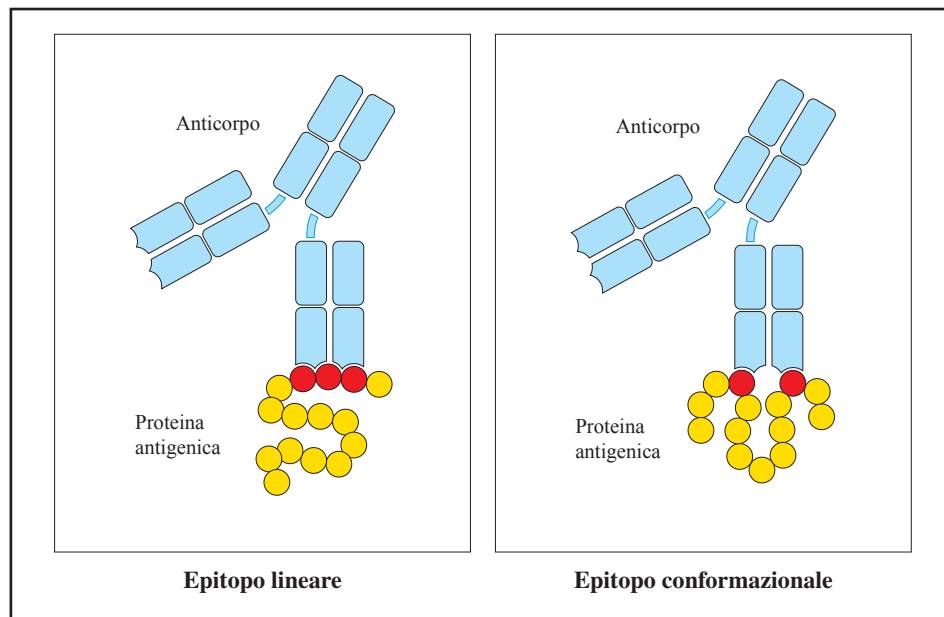 Anticorpo
Proteina
antigenica
Epitopo lineare
Anticorpo
Proteina
antigenica
Epitopo conformazionale